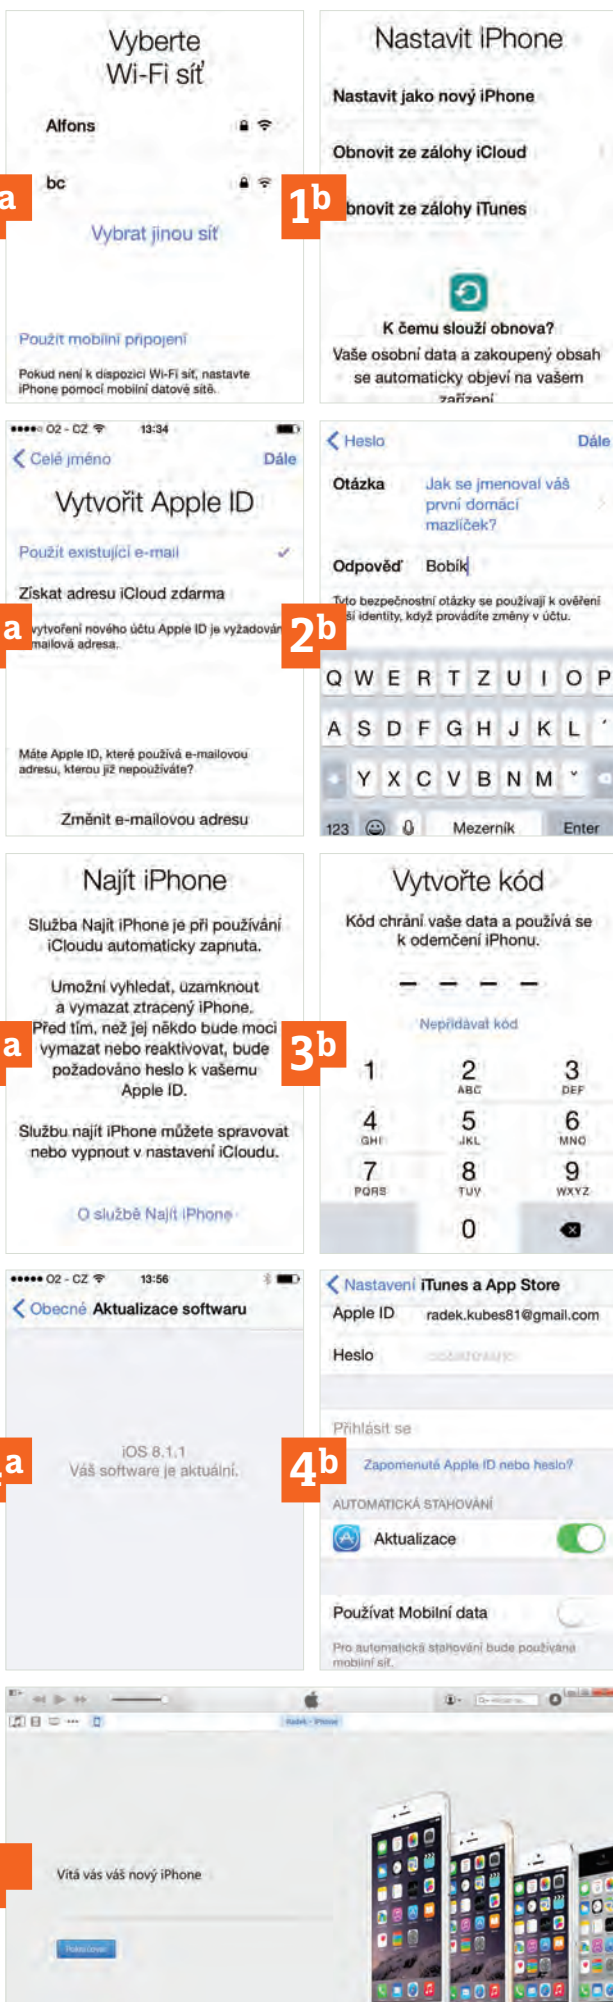 Vyberte
Wi-Fi síť
Alfons
bc
a
Vybrat jinou síť
Použít mobilní připojení
Pokud není k dispozici Wi-Fi síť, nastavte
iPhone pomocí mobilní datové sítě.
Nastavit iPhone
Nastavit jako nový iPhone
Obnovit ze zálohy iCloud
1b
bnovit ze zálohy iTunes
K čemu slouží obnova?
Vaše osobní data a zakoupený obsah
se automaticky objeví na vašem
zařízení
O2 - CZ 13:34
Celé jméno Dále
Vytvořit Apple ID
Použít existující e-mail
Získat adresu iCloud zdarma
a
vytvoření nového účtu Apple ID je vyžadován
mailová adresa.
Máte Apple ID, které používá e-mailovou
adresu, kterou již nepoužíváte?
Změnit e-mailovou adresu
Heslo Dále
Otázka Jak se jmenoval váš
první domácí
mazlíček?
Odpověď Bobík
2b
Tyto bezpečnostní otázky se používají k ověření
ší identity, když provádíte změny v účtu.
Q W E R T Z U I O P
A S D F G H J K L ´
Y X C V B N M ˇ
123 Mezerník Enter
Najít iPhone
Služba Najít iPhone je při používání
iCloudu automaticky zapnuta.
Umožní vyhledat, uzamknout
a vymazat ztracený iPhone.
Před tím, než jej někdo bude moci
a
vymazat nebo reaktivovat, bude
požadováno heslo k vašemu
Apple ID.
Službu najít iPhone můžete spravovat
nebo vypnout v nastavení iCloudu.
O službě Najít iPhone
Vytvořte kód
Kód chrání vaše data a používá se
k odemčení iPhonu.
Nepřidávat kód
3b
1 2 3
ABC DEF
4 5 6
GHI JKL MNO
7 8 9
PQRS TUV WXYZ
0
O2 - CZ 13:56
Obecné Aktualizace softwaru
a
iOS 8.1.1
Váš software je aktuální.
Nastavení iTunes a App Store
Apple ID radek.kubes81@gmail.com
Heslo
Přihlásit se
4b
Zapomenuté Apple ID nebo heslo?
AUTOMATICKÁ STAHOVÁNÍ
Aktualizace
Používat Mobilní data
Pro automatická stahování bude používána
mobilní síť.
Radek - iPhone
Vítá vás váš nový iPhone
Pokračovat